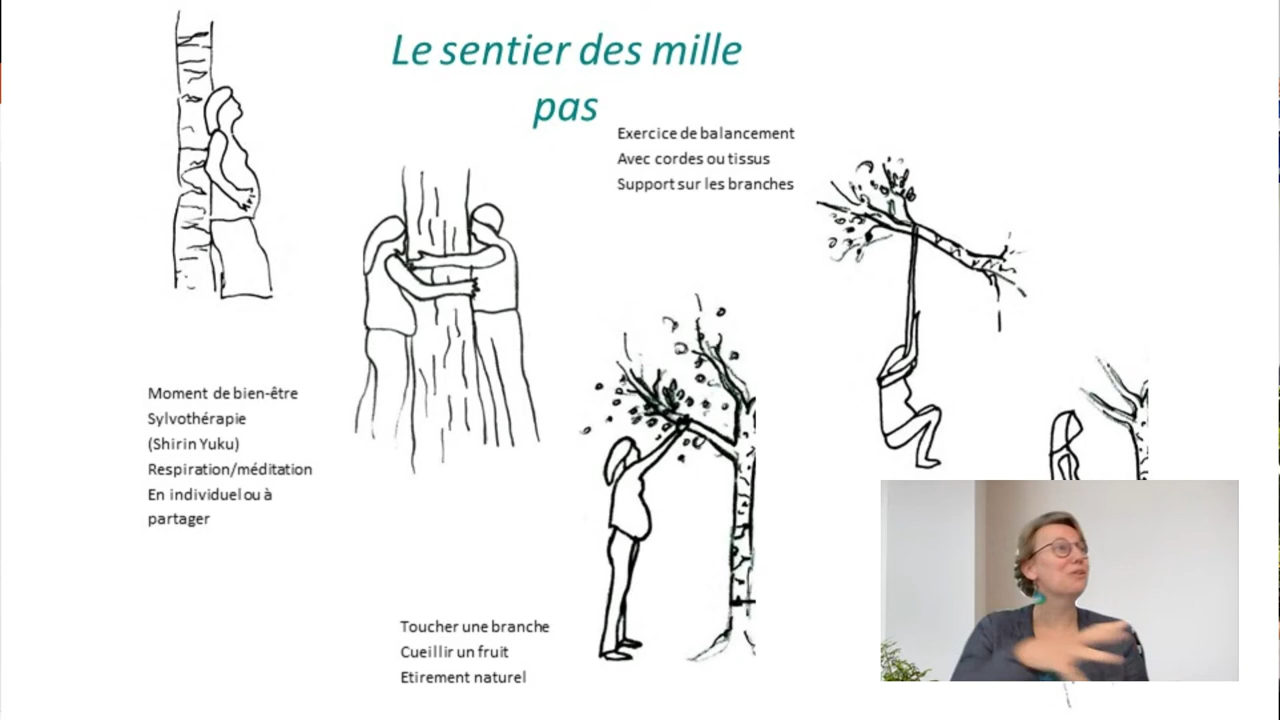 Le sentier des mille
pas
Exercice de balancement
Avec cordes ou tissus
Support sur les branches
Moment de bien-être
Sylvothérapie
(Shirin Yuku)
Respiration/méditation
En individuel ou à
partager
Toucher une branche
Cueillir un fruit
Etirement naturel